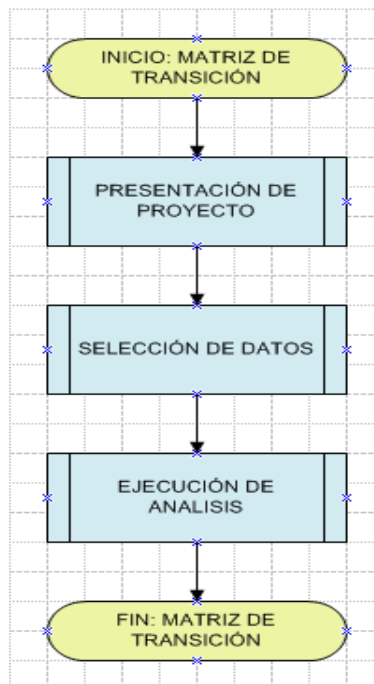 INICIO: MATRIZ DE
TRANSICIÓN
PRESENTACIÓN DE
PROYECTO
SELECCIÓN DE DATOS
EJECUCIÓN DE
ANALISIS
FIN: MATRIZ DE
TRANSICIÓN